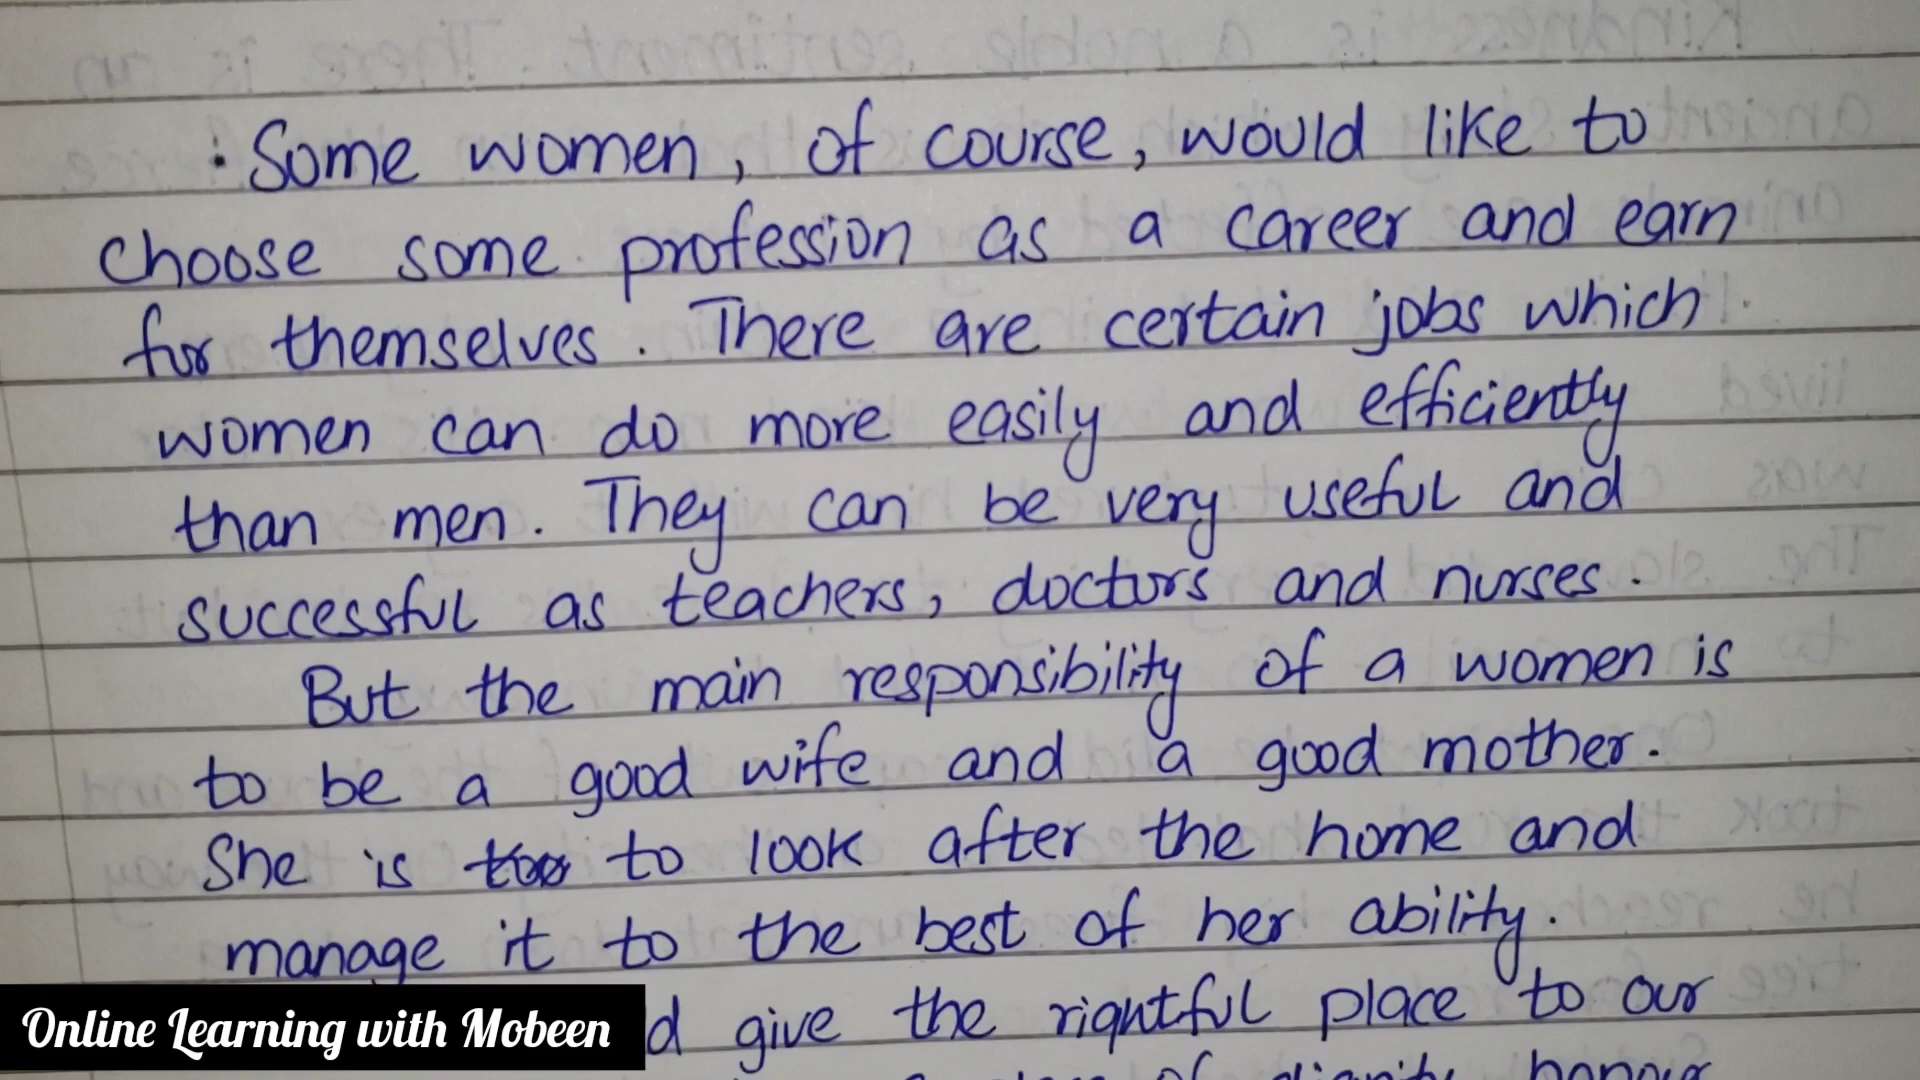 Some women, of course, would like to
choose some profession as a career and earn
for themselves. There are certain jobs which
women can do more easily and efficiently
than men. They can be very useful and
successful as teachers, doctors and nurses.
But the main responsibility of a women is
to be a good wife and a good mother.
She is to look after the home and
manage it to the best of her ability.
d give the rightful place to our
of dignity honour
Online Learning with Mobeen